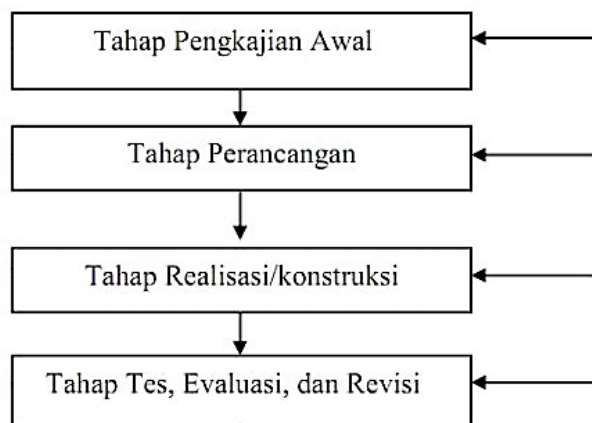 Tahap Pengkajian Awal
Tahap Perancangan
Tahap Realisasi/konstruksi
Tahap Tes, Evaluasi, dan Revisi